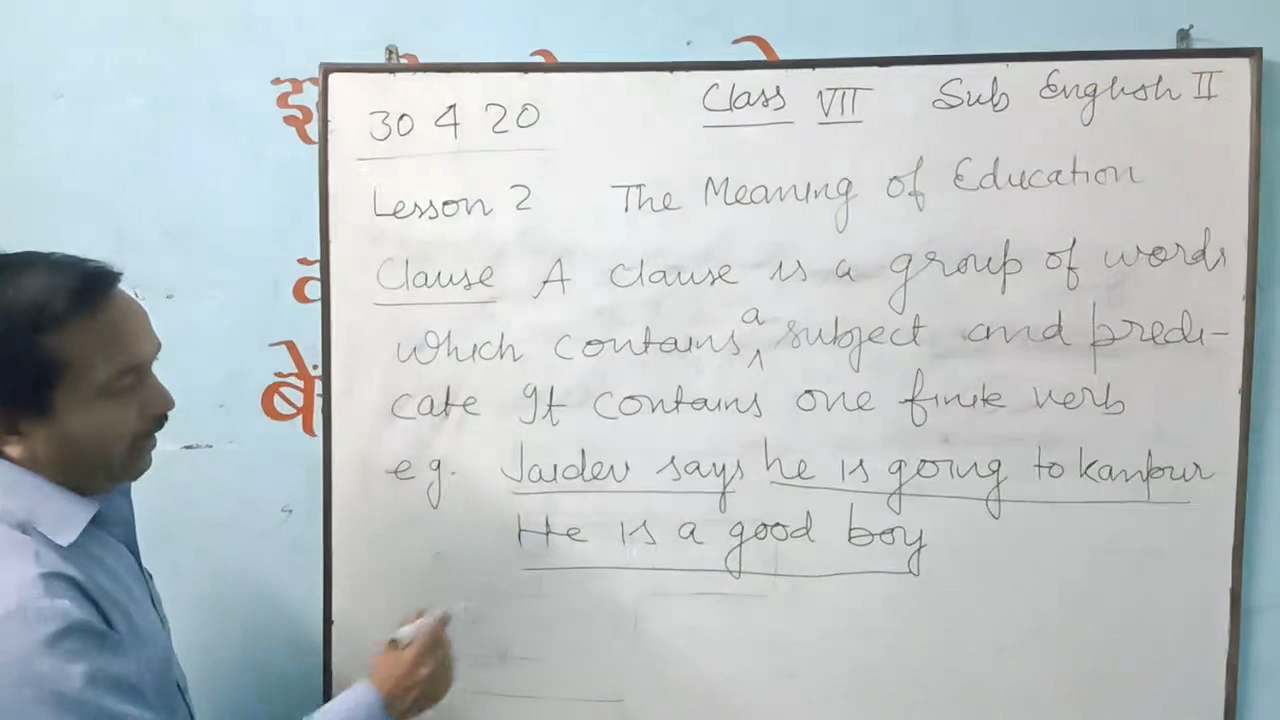 30 4 20 Class VII Sub English II
Lesson 2 The Meaning of Education
Clause A clause is a group of words
which contains a subject and predi-
cate It contains one finite verb
eg. Jaidev says he is going to Kanpur
He is a good boy